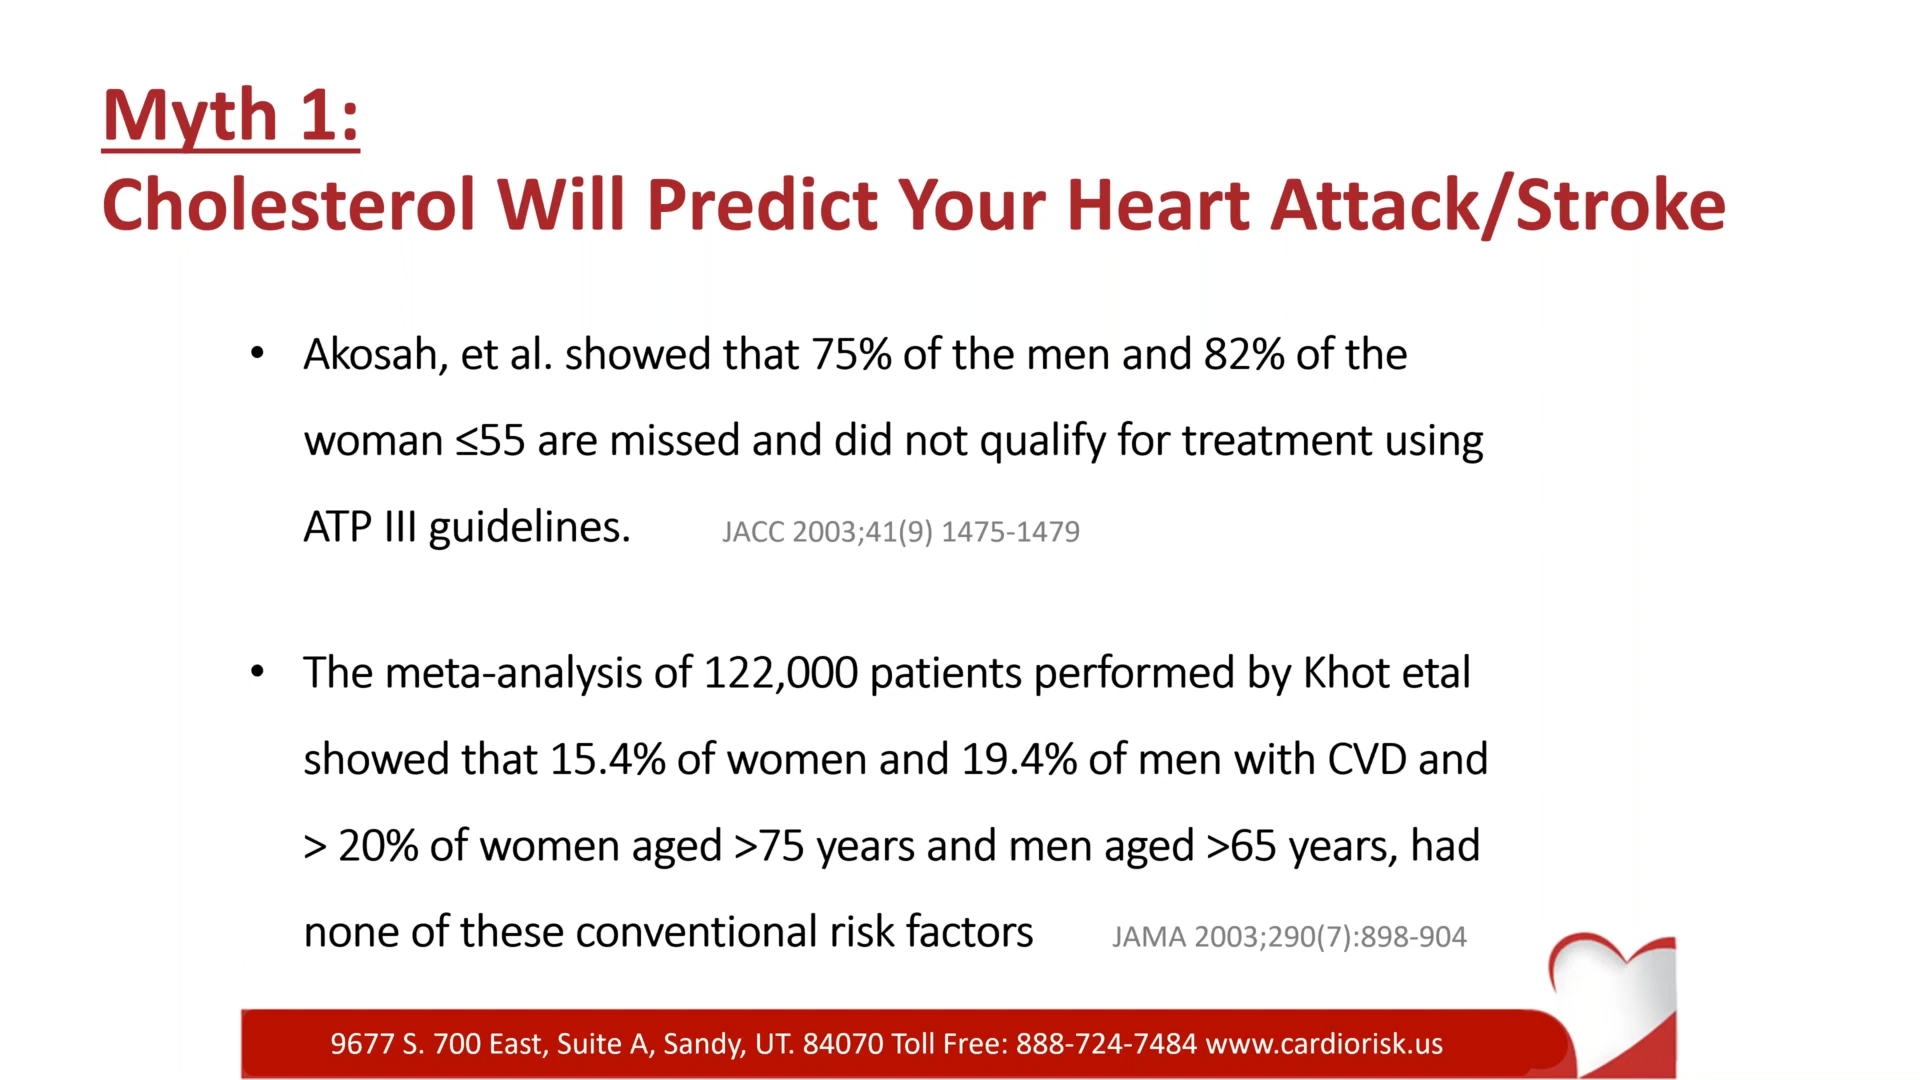 Myth 1:
Cholesterol Will Predict Your Heart Attack/Stroke
• Akosah, et al. showed that 75% of the men and 82% of the
woman ≤55 are missed and did not qualify for treatment using
ATP III guidelines. JACC 2003;41(9) 1475-1479
• The meta-analysis of 122,000 patients performed by Khot etal
showed that 15.4% of women and 19.4% of men with CVD and
> 20% of women aged >75 years and men aged >65 years, had
none of these conventional risk factors JAMA 2003;290(7):898-904
9677 S. 700 East, Suite A, Sandy, UT. 84070 Toll Free: 888-724-7484 www.cardiorisk.us